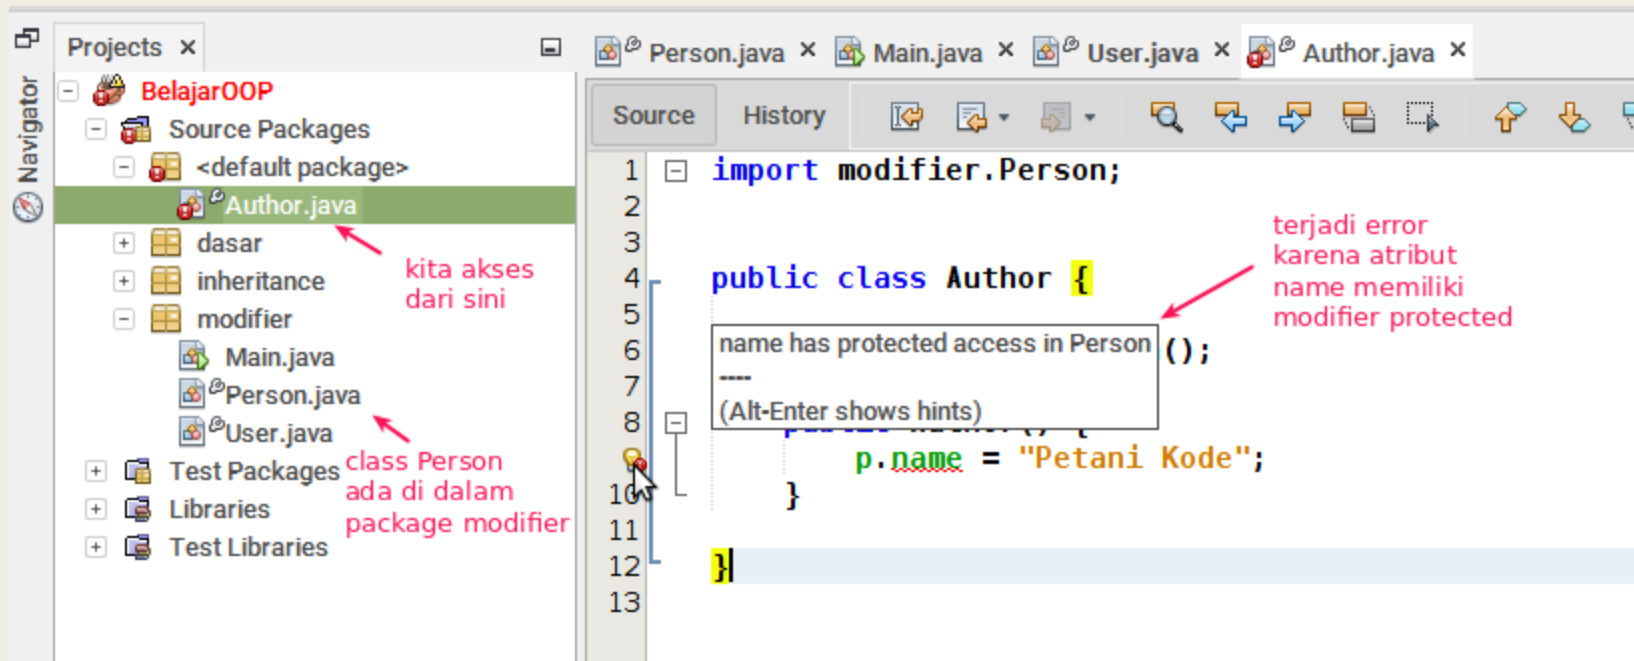 Navigator
Projects
BelajarOOP
Source Packages
<default package>
Author.java
dasar
inheritance
modifier
Main.java
Person.java
User.java
Test Packages
Libraries
Test Libraries
kita akses
dari sini
class Person
ada di dalam
package modifier
Person.java
Main.java
User.java
Author.java
Source
History
1 import modifier.Person;
2
3
4 public class Author {
5
6 ();
7
8
p.name = "Petani Kode";
10 }
11
12 }
13
name has protected access in Person
----
(Alt-Enter shows hints)
terjadi error
karena atribut
name memiliki
modifier protected